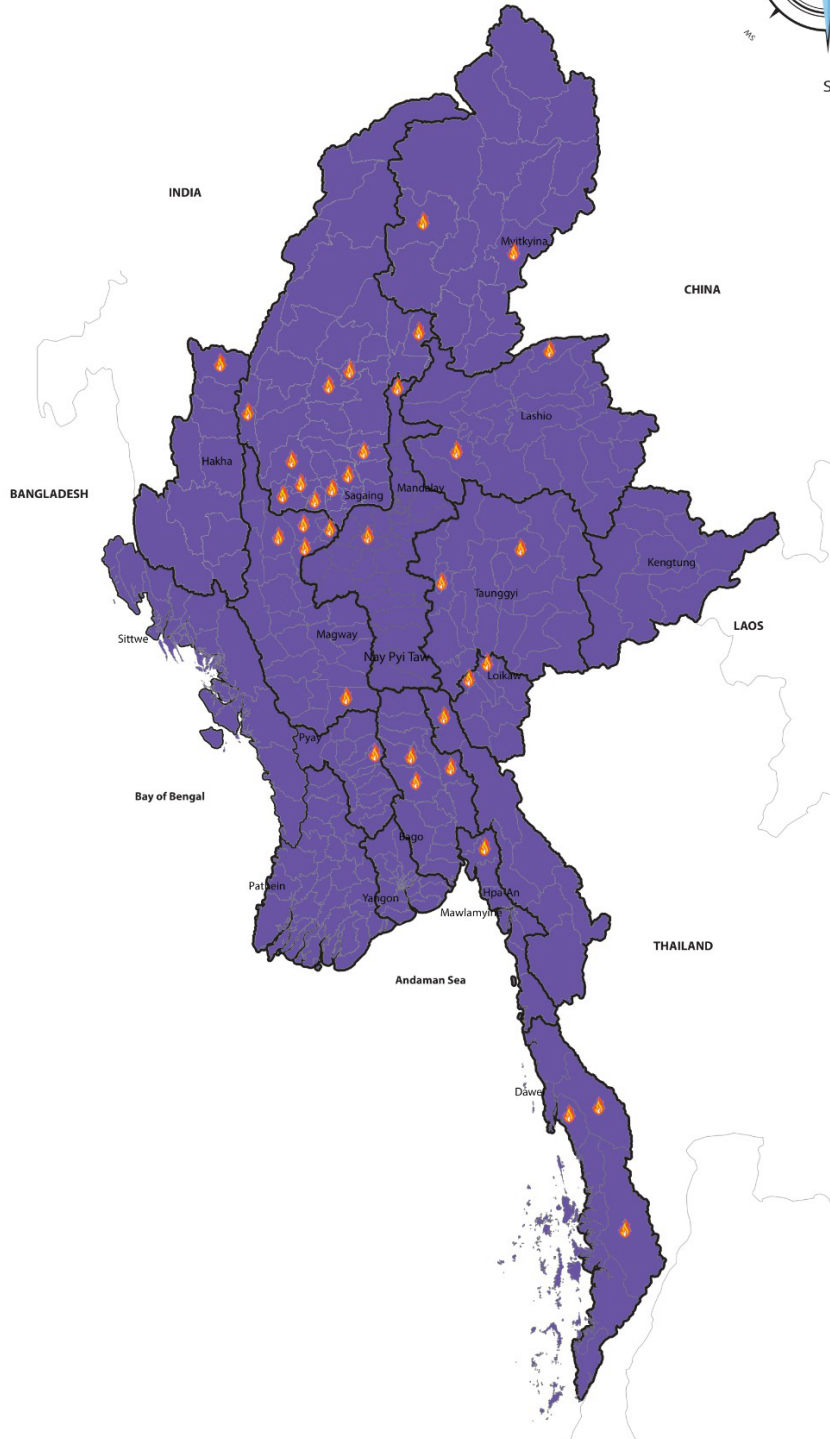 SW
S
INDIA
Myitkyina
CHINA
Lashio
Hakha
BANGLADESH
Sagaing
Mandalay
Kengtung
Taunggyi
LAOS
Sittwe
Magway
Nay Pyi Taw
Loikaw
Pyay
Bay of Bengal
Bago
Pathein
Yangon
Hpa-An
Mawlamyine
THAILAND
Andaman Sea
Dawei